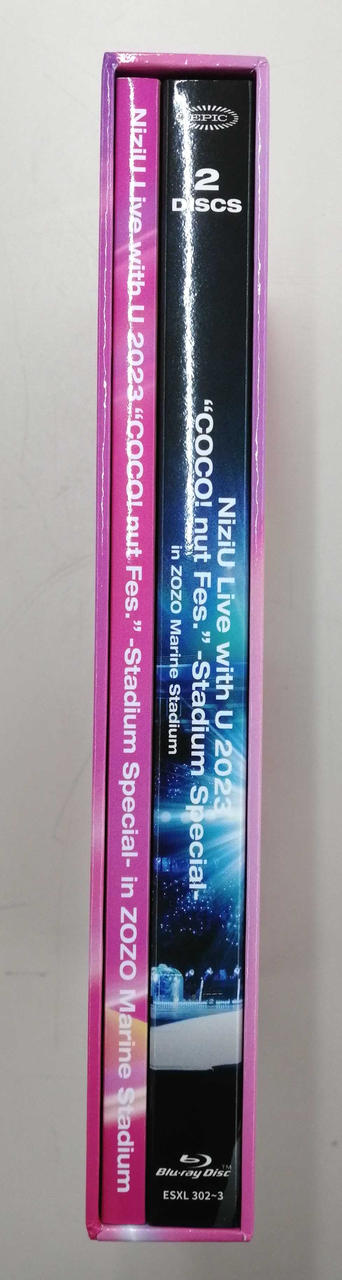 NiziU Live with U 2023 “COCO! nut Fes.” -Stadium Special- in ZOZO Marine Stadium
EPIC
2
DISCS
NiziU Live with U 2023
“COCO! nut Fes.” -Stadium Special-
in ZOZO Marine Stadium
Blu-ray Disc™
ESXL 302~3